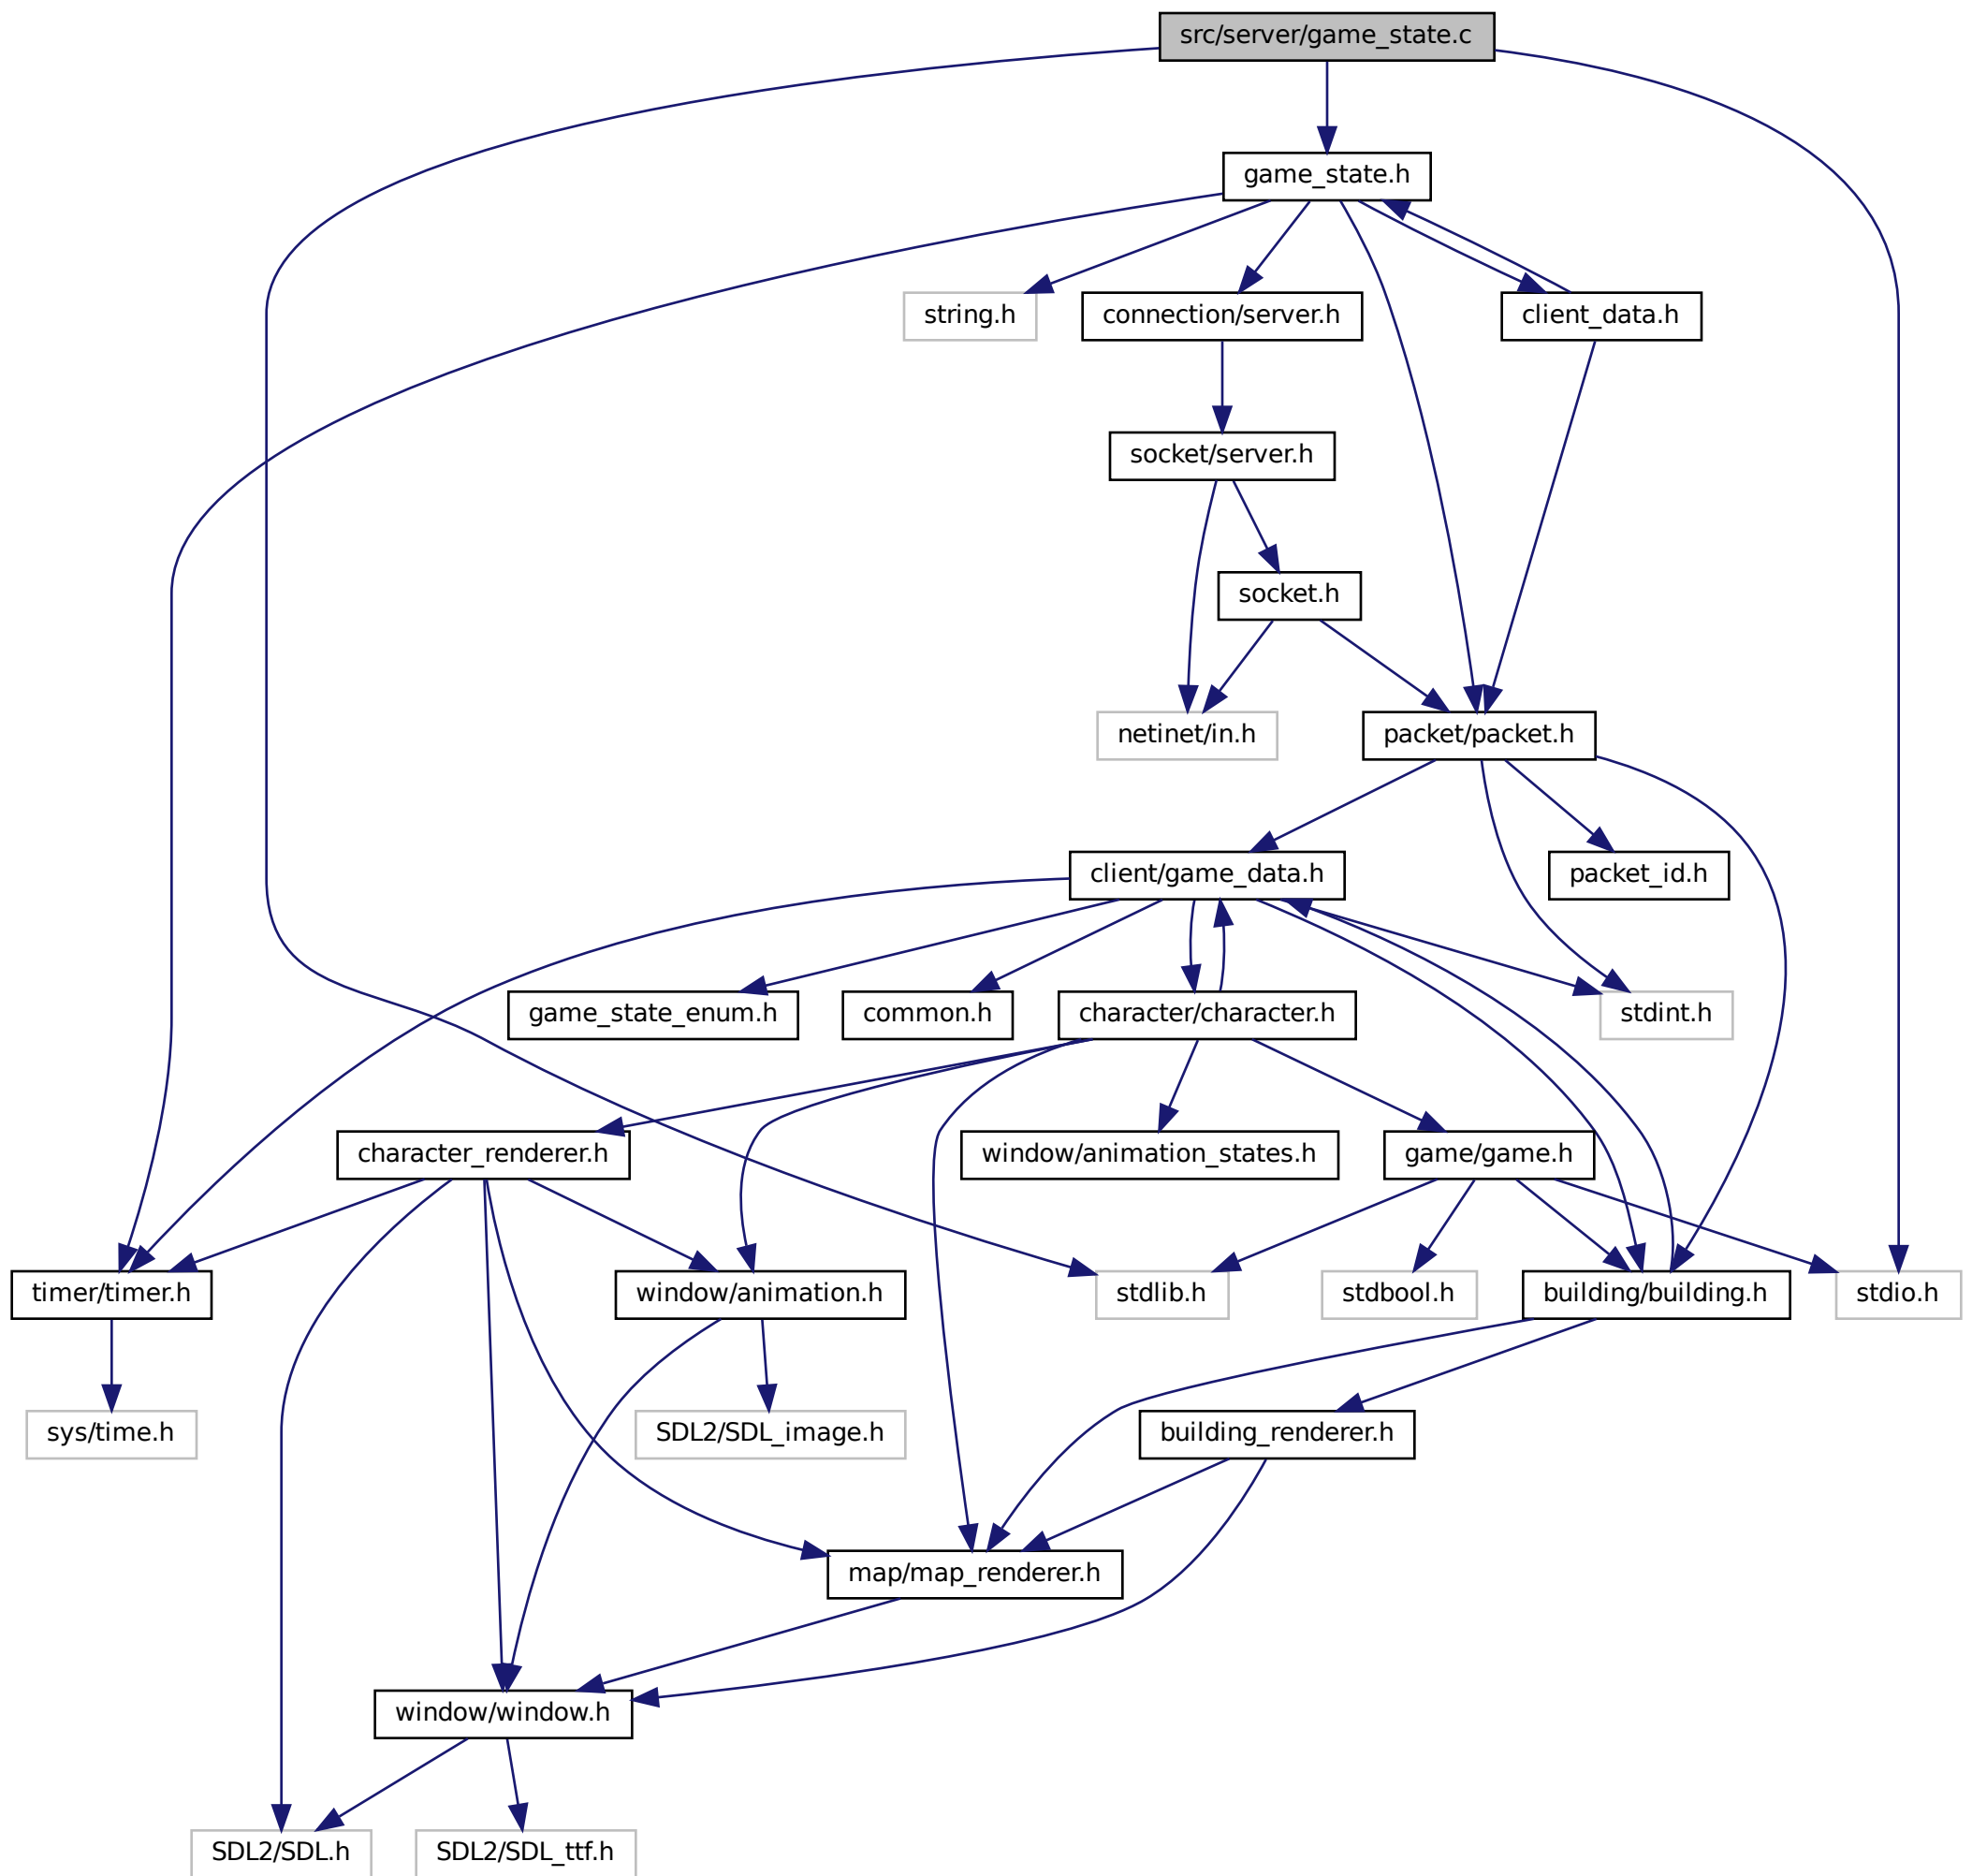 src/server/game_state.c
game_state.h
string.h
connection/server.h
client_data.h
socket/server.h
socket.h
netinet/in.h
packet/packet.h
client/game_data.h
packet_id.h
game_state_enum.h
common.h
character/character.h
stdint.h
character_renderer.h
window/animation_states.h
game/game.h
timer/timer.h
window/animation.h
stdlib.h
stdbool.h
building/building.h
stdio.h
sys/time.h
SDL2/SDL_image.h
building_renderer.h
map/map_renderer.h
window/window.h
SDL2/SDL.h
SDL2/SDL_ttf.h